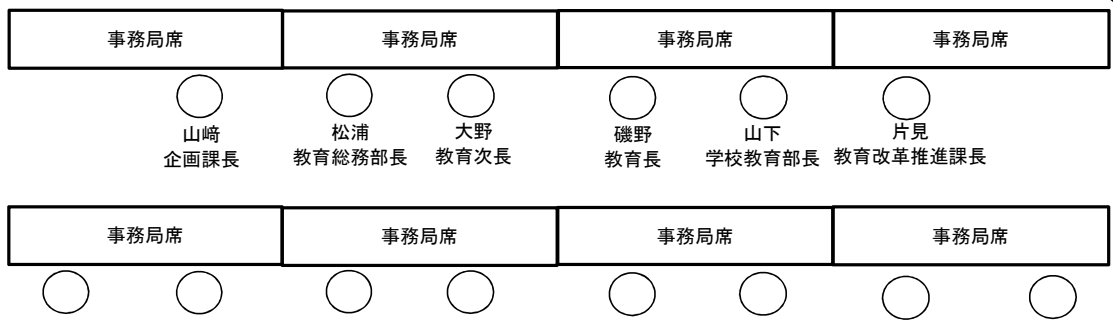 事務局席 事務局席 事務局席 事務局席
山﨑 松浦 大野 磯野 山下 片見
企画課長 教育総務部長 教育次長 教育長 学校教育部長 教育改革推進課長
事務局席 事務局席 事務局席 事務局席